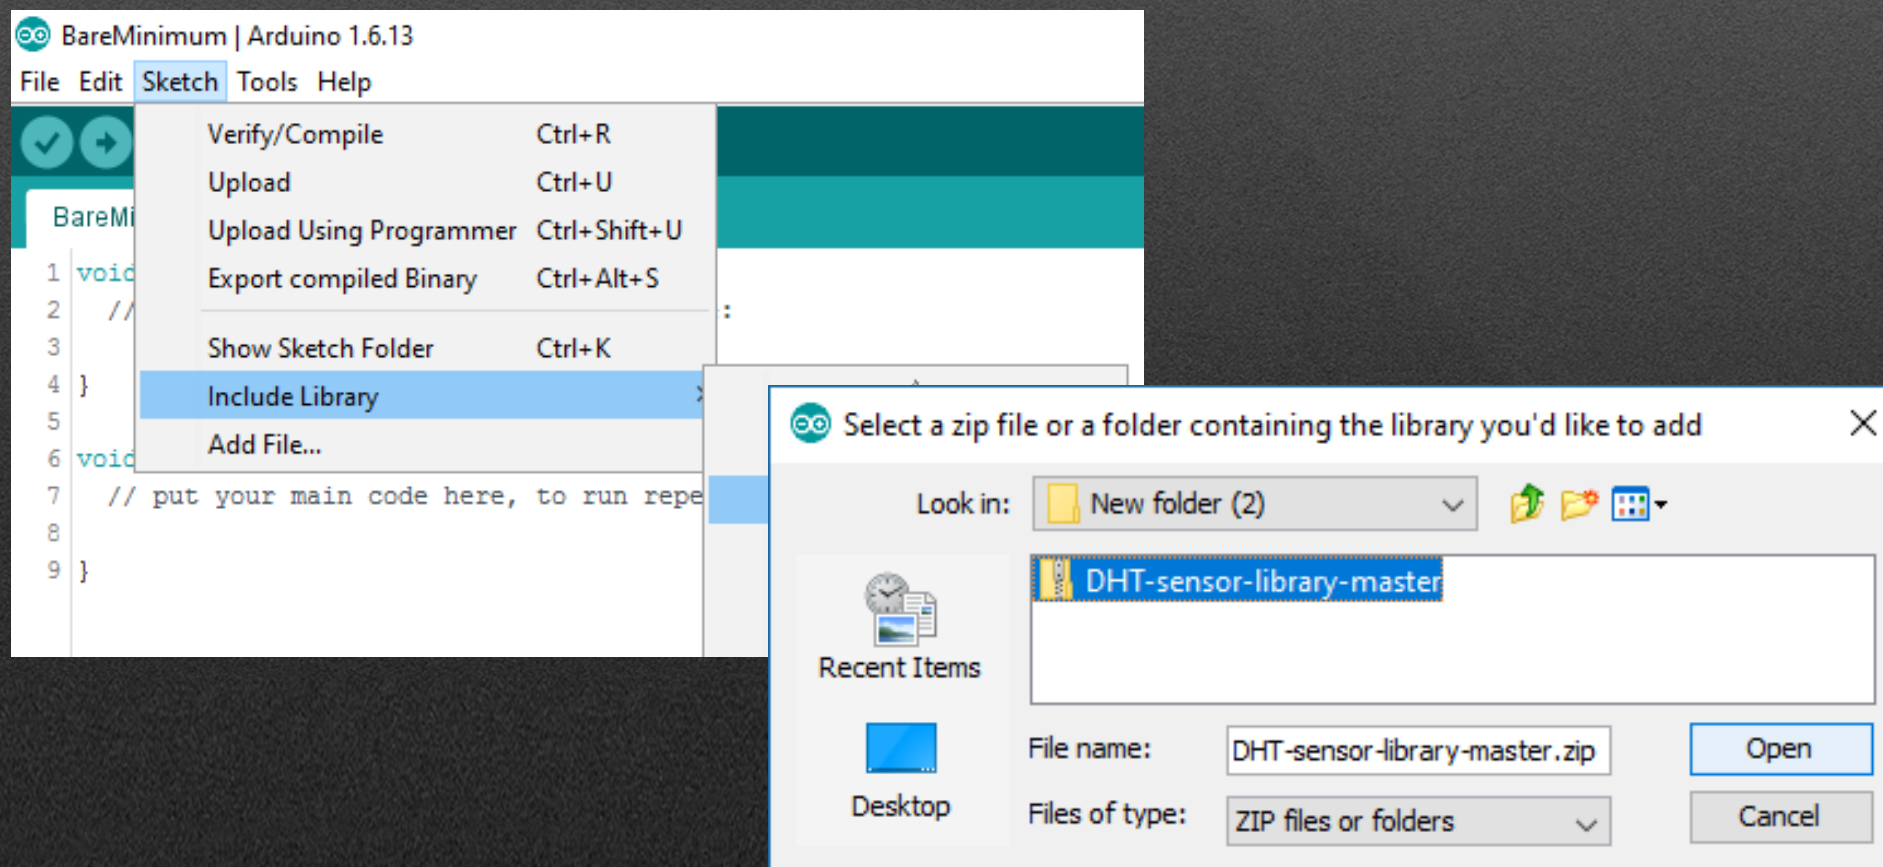 BareMinimum | Arduino 1.6.13
File Edit Sketch Tools Help
Verify/Compile Ctrl+R
Upload Ctrl+U
BareMi
Upload Using Programmer Ctrl+Shift+U
1 void
Export compiled Binary Ctrl+Alt+S
2 // :
3
Show Sketch Folder Ctrl+K
4 }
Include Library
5
Add File...
6 void
7 // put your main code here, to run repe
8
9 }
Select a zip file or a folder containing the library you'd like to add
Look in: New folder (2)
DHT-sensor-library-master
Recent Items
Desktop
File name: DHT-sensor-library-master.zip Open
Files of type: ZIP files or folders Cancel